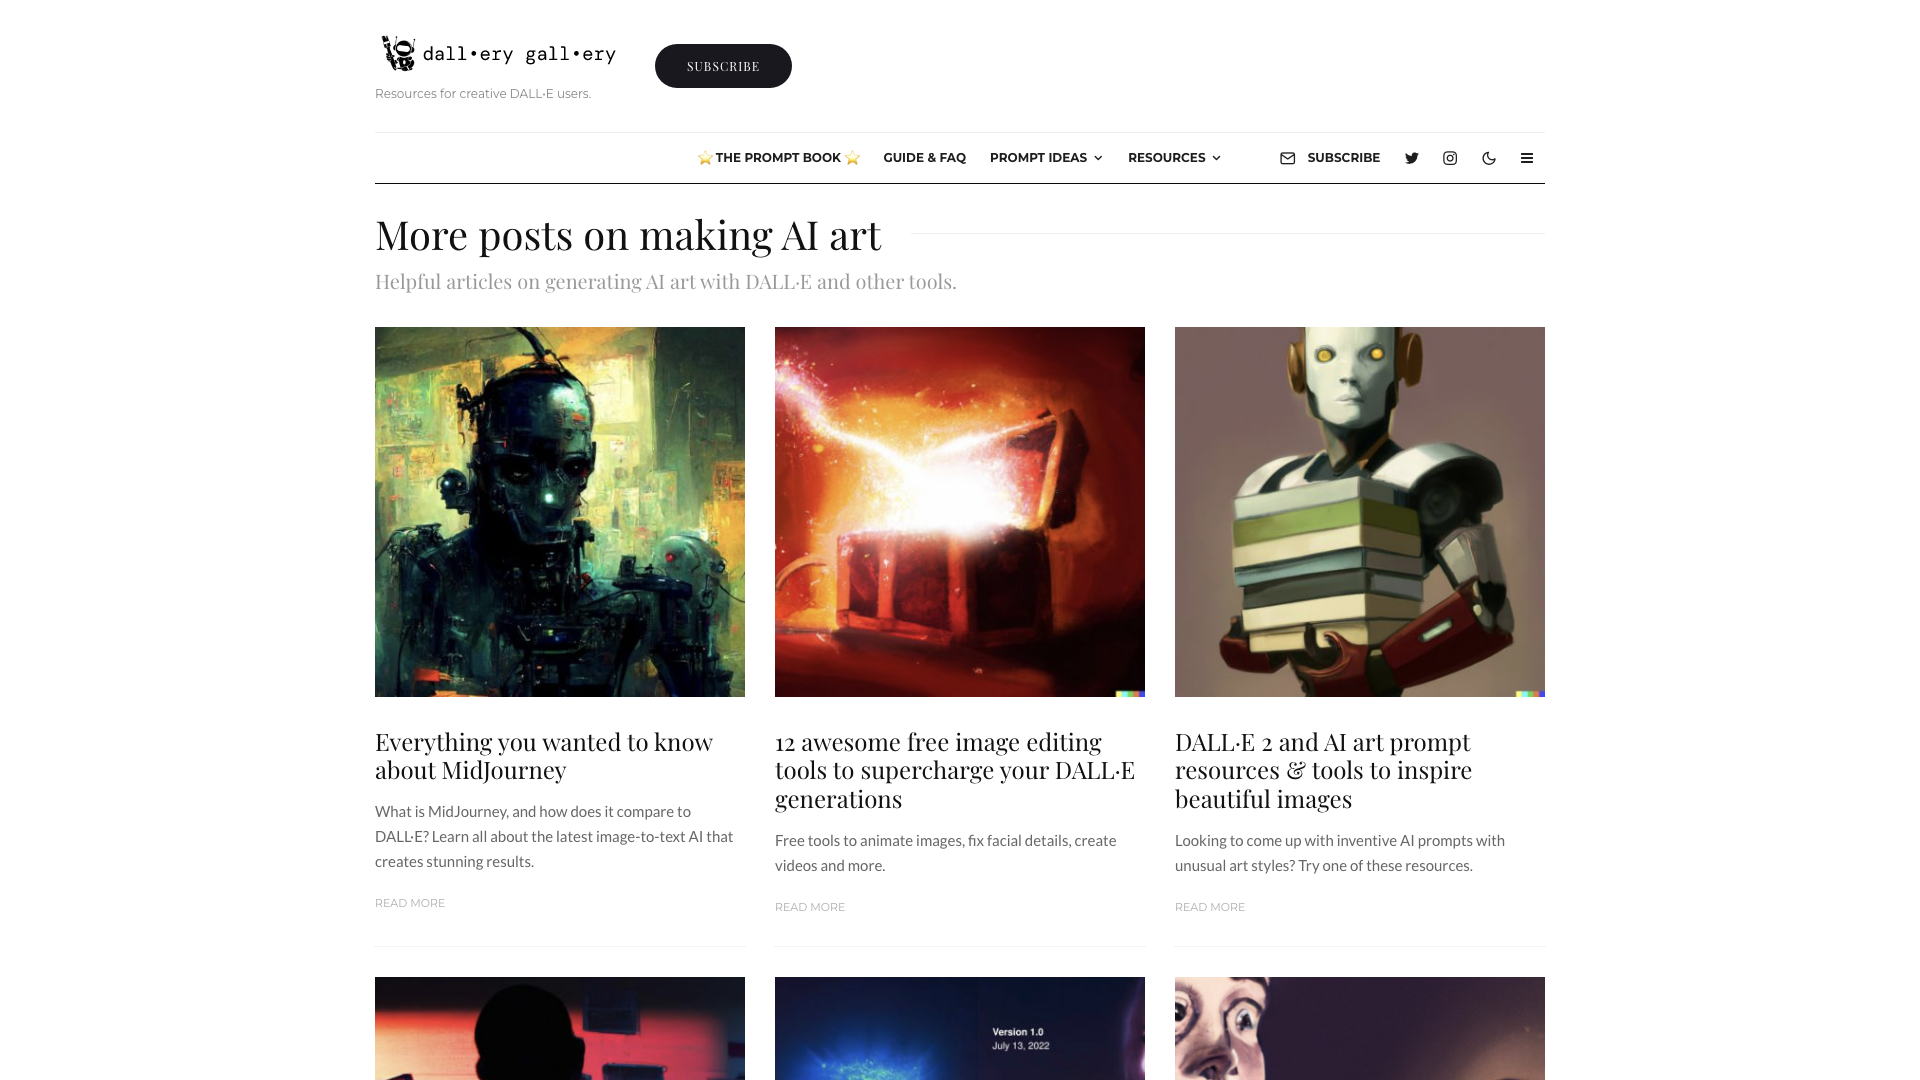 dall•ery gall•ery
SUBSCRIBE
Resources for creative DALL•E users.
⭐THE PROMPT BOOK ⭐
GUIDE & FAQ
PROMPT IDEAS
RESOURCES
SUBSCRIBE
More posts on making AI art
Helpful articles on generating AI art with DALL·E and other tools.
Everything you wanted to know
about MidJourney
What is MidJourney, and how does it compare to
DALL·E? Learn all about the latest image-to-text AI that
creates stunning results.
READ MORE
12 awesome free image editing
tools to supercharge your DALL·E
generations
Free tools to animate images, fix facial details, create
videos and more.
READ MORE
DALL·E 2 and AI art prompt
resources & tools to inspire
beautiful images
Looking to come up with inventive AI prompts with
unusual art styles? Try one of these resources.
READ MORE
Version 1.0
July 13, 2022